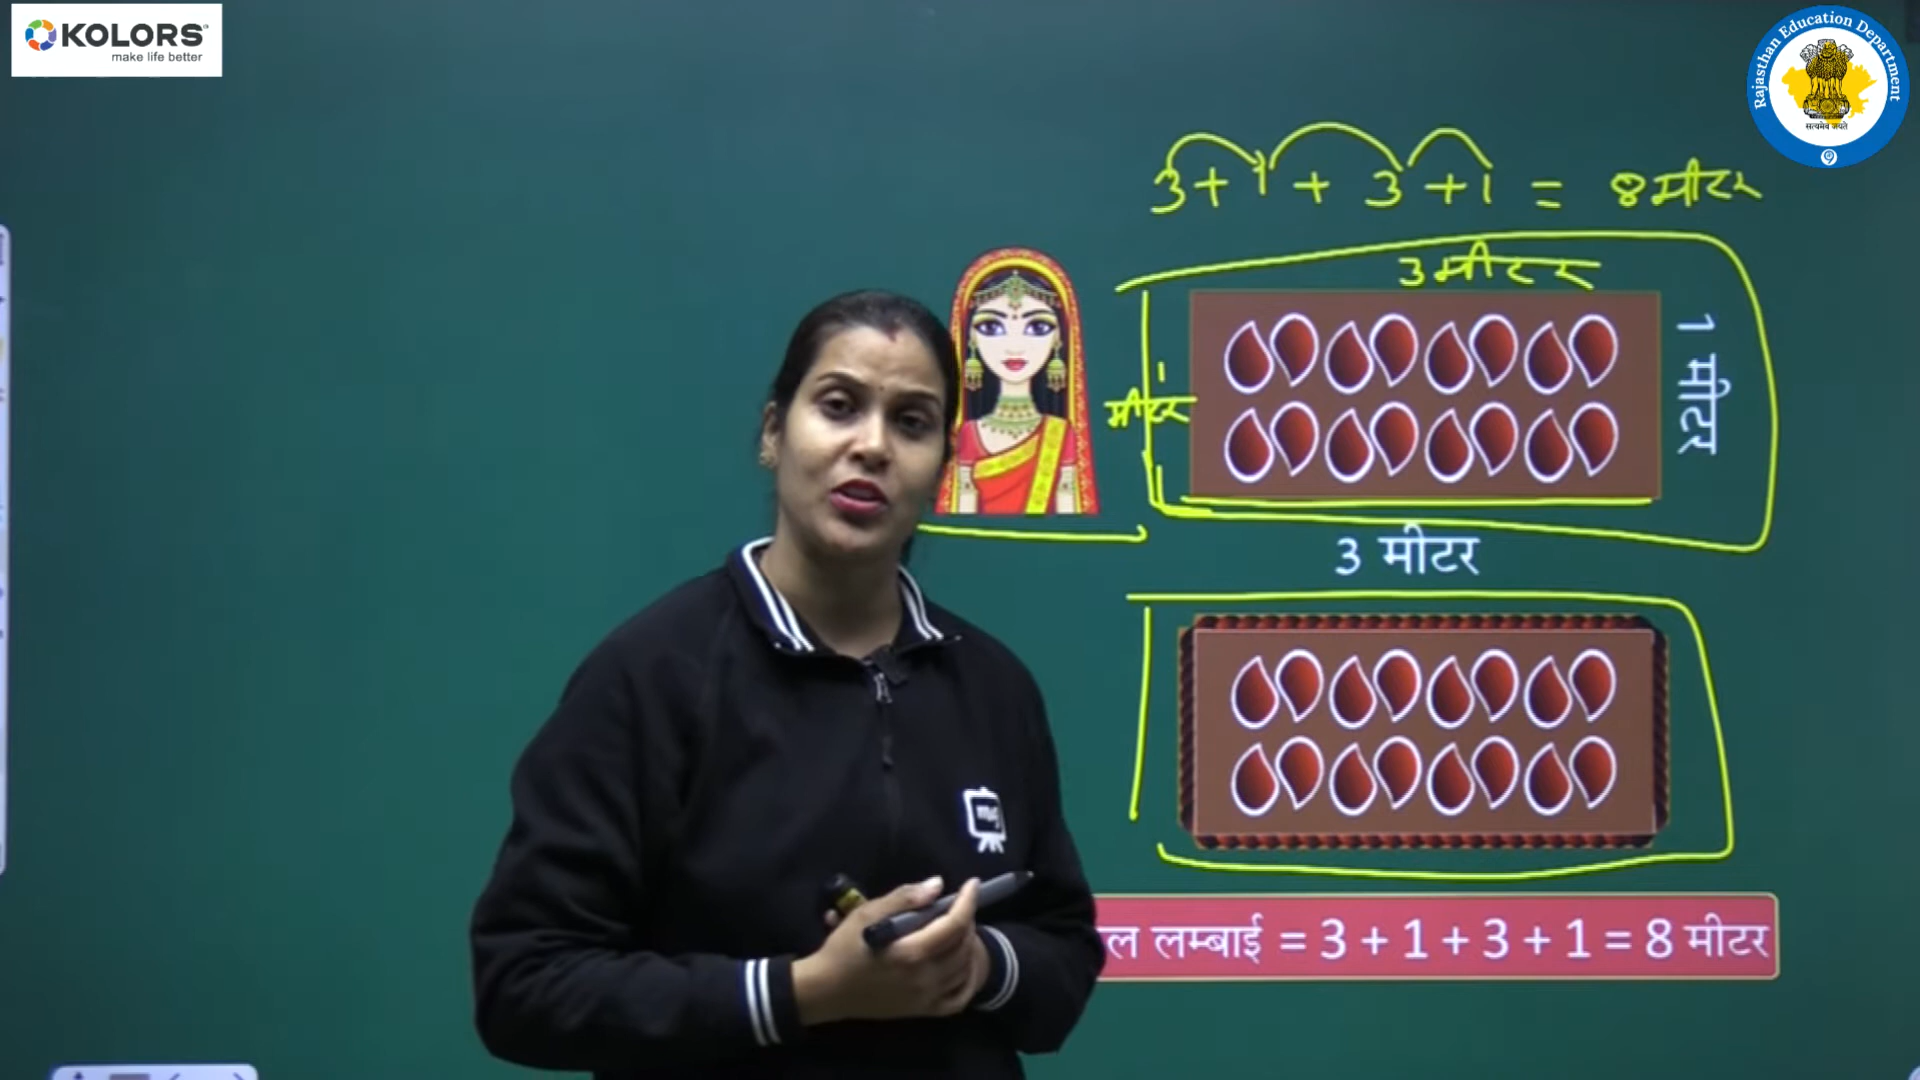 KOLORS
make life better
Rajasthan Education Department
सत्यमेव जयते
3+1+3+1 = 8 मीटर
3 मीटर
1 मीटर
1
मीटर
3 मीटर
ल लम्बाई = 3 + 1 + 3 + 1 = 8 मीटर